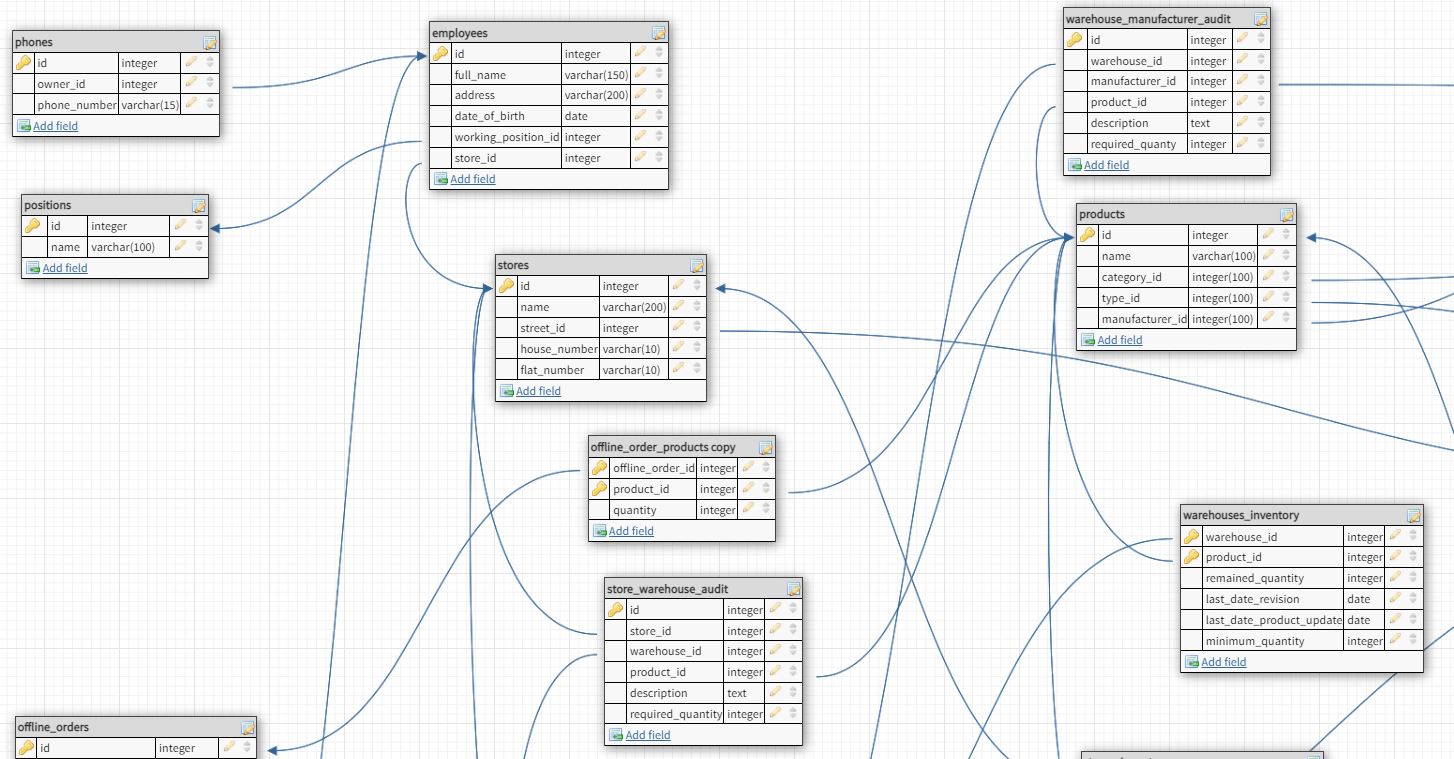 phones
id integer
owner_id integer
phone_number varchar(15)
Add field
employees
id integer
full_name varchar(150)
address varchar(200)
date_of_birth date
working_position_id integer
store_id integer
Add field
warehouse_manufacturer_audit
id integer
warehouse_id integer
manufacturer_id integer
product_id integer
description text
required_quanty integer
Add field
positions
id integer
name varchar(100)
Add field
stores
id integer
name varchar(200)
street_id integer
house_number varchar(10)
flat_number varchar(10)
Add field
products
id integer
name varchar(100)
category_id integer(100)
type_id integer(100)
manufacturer_id integer(100)
Add field
offline_order_products copy
offline_order_id integer
product_id integer
quantity integer
Add field
warehouses_inventory
warehouse_id integer
product_id integer
remained_quantity integer
last_date_revision date
last_date_product_update date
minimum_quantity integer
Add field
store_warehouse_audit
id integer
store_id integer
warehouse_id integer
product_id integer
description text
required_quantity integer
Add field
offline_orders
id integer